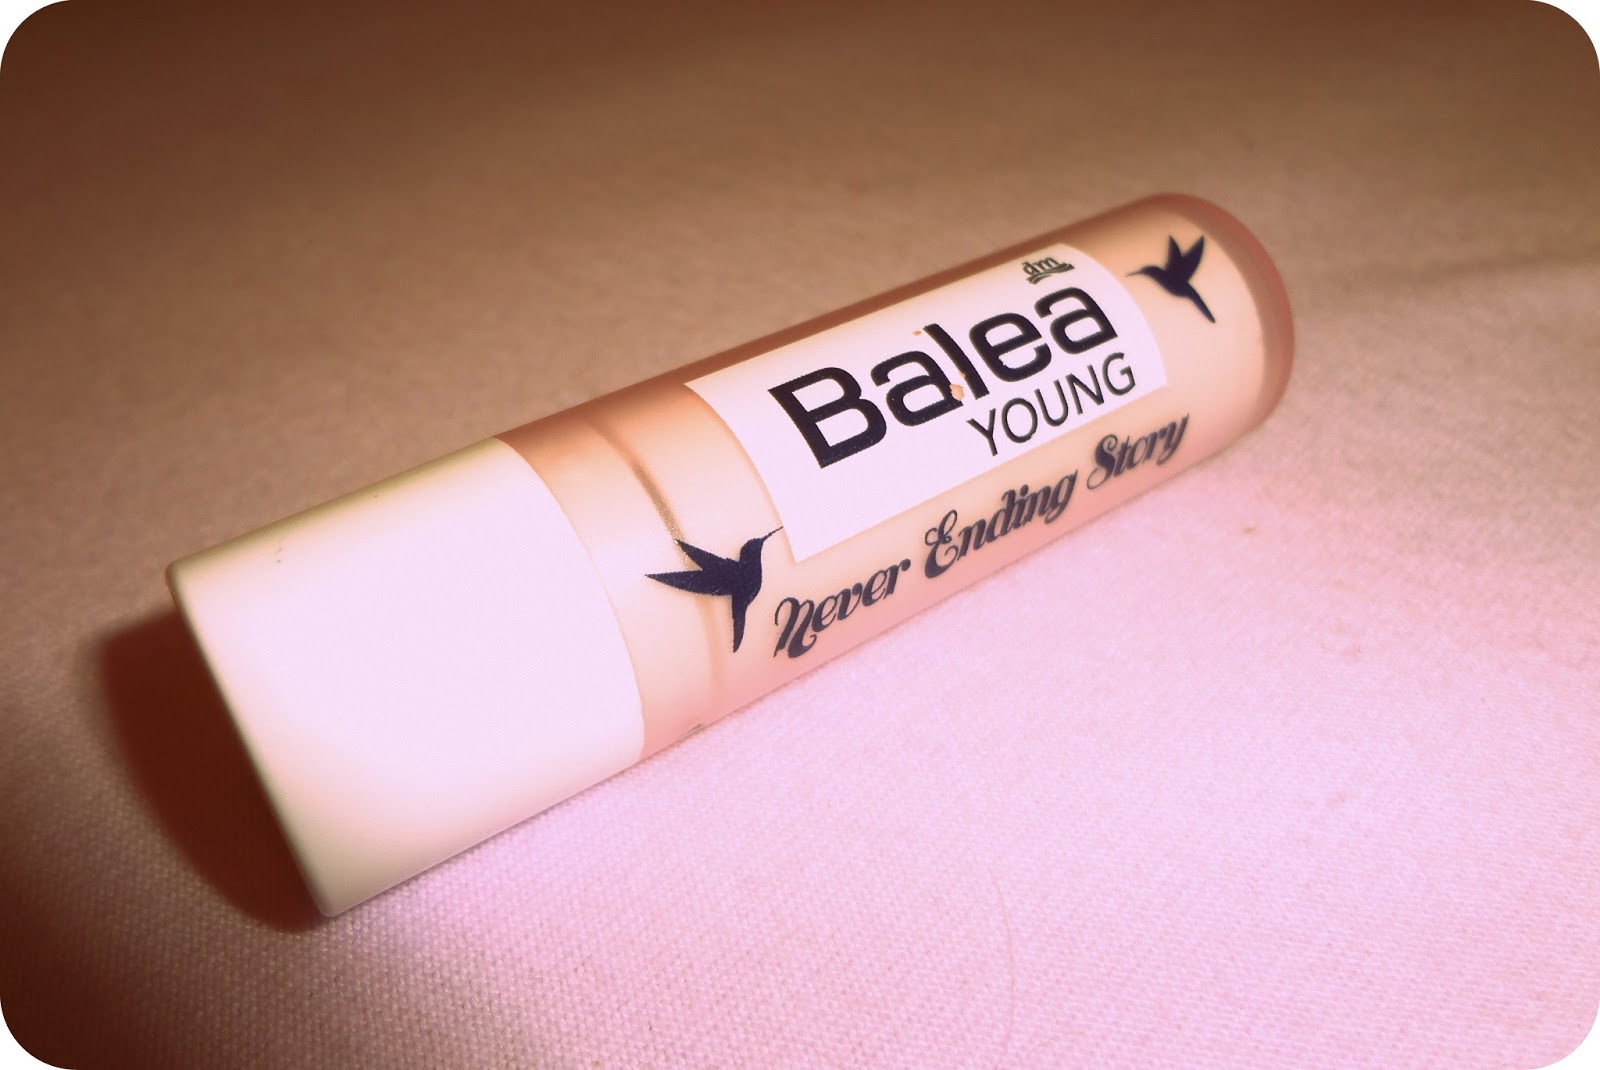 dm
Balea
YOUNG
Never Ending Story